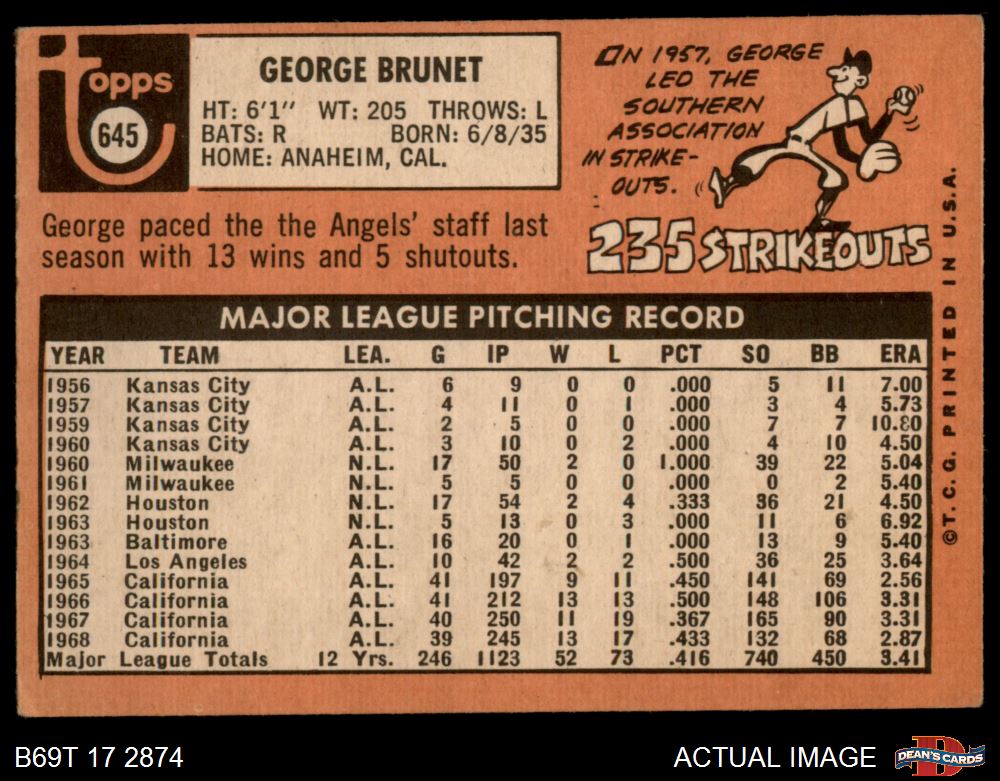 Topps
645
GEORGE BRUNET
HT: 6'1" WT: 205 THROWS: L
BATS: R BORN: 6/8/35
HOME: ANAHEIM, CAL.
George paced the the Angels' staff last
season with 13 wins and 5 shutouts.
IN 1957, GEORGE
LED THE
SOUTHERN
ASSOCIATION
IN STRIKE-
OUTS.
235 STRIKEOUTS
MAJOR LEAGUE PITCHING RECORD
YEAR TEAM LEA. G IP W L PCT SO BB ERA
1956 Kansas City A.L. 6 9 0 0 .000 5 11 7.00
1957 Kansas City A.L. 4 11 0 1 .000 3 4 5.73
1959 Kansas City A.L. 2 5 0 0 .000 7 7 10.80
1960 Kansas City A.L. 3 10 0 2 .000 4 10 4.50
1960 Milwaukee N.L. 17 50 2 0 1.000 39 22 5.04
1961 Milwaukee N.L. 5 5 0 0 .000 0 2 5.40
1962 Houston N.L. 17 54 2 4 .333 36 21 4.50
1963 Houston N.L. 5 13 0 3 .000 11 6 6.92
1963 Baltimore A.L. 16 20 0 1 .000 13 9 5.40
1964 Los Angeles A.L. 10 42 2 2 .500 36 25 3.64
1965 California A.L. 41 197 9 11 .450 141 69 2.56
1966 California A.L. 41 212 13 13 .500 148 106 3.31
1967 California A.L. 40 250 11 19 .367 165 90 3.31
1968 California A.L. 39 245 13 17 .433 132 68 2.87
Major League Totals 12 Yrs. 246 1123 52 73 .416 740 450 3.41
©T. C. G. PRINTED IN U.S.A.
B69T 17 2874
ACTUAL IMAGE
D
DEAN'S CARDS